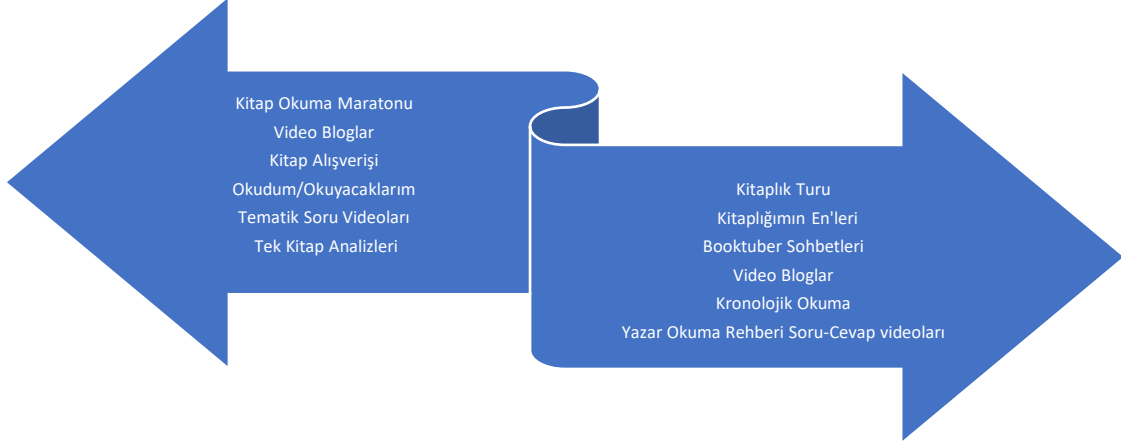 Kitap Okuma Maratonu
Video Bloglar
Kitap Alışverişi
Okudum/Okuyacaklarım
Tematik Soru Videoları
Tek Kitap Analizleri
Kitaplık Turu
Kitaplığımın En'leri
Booktuber Sohbetleri
Video Bloglar
Kronolojik Okuma
Yazar Okuma Rehberi Soru-Cevap videoları